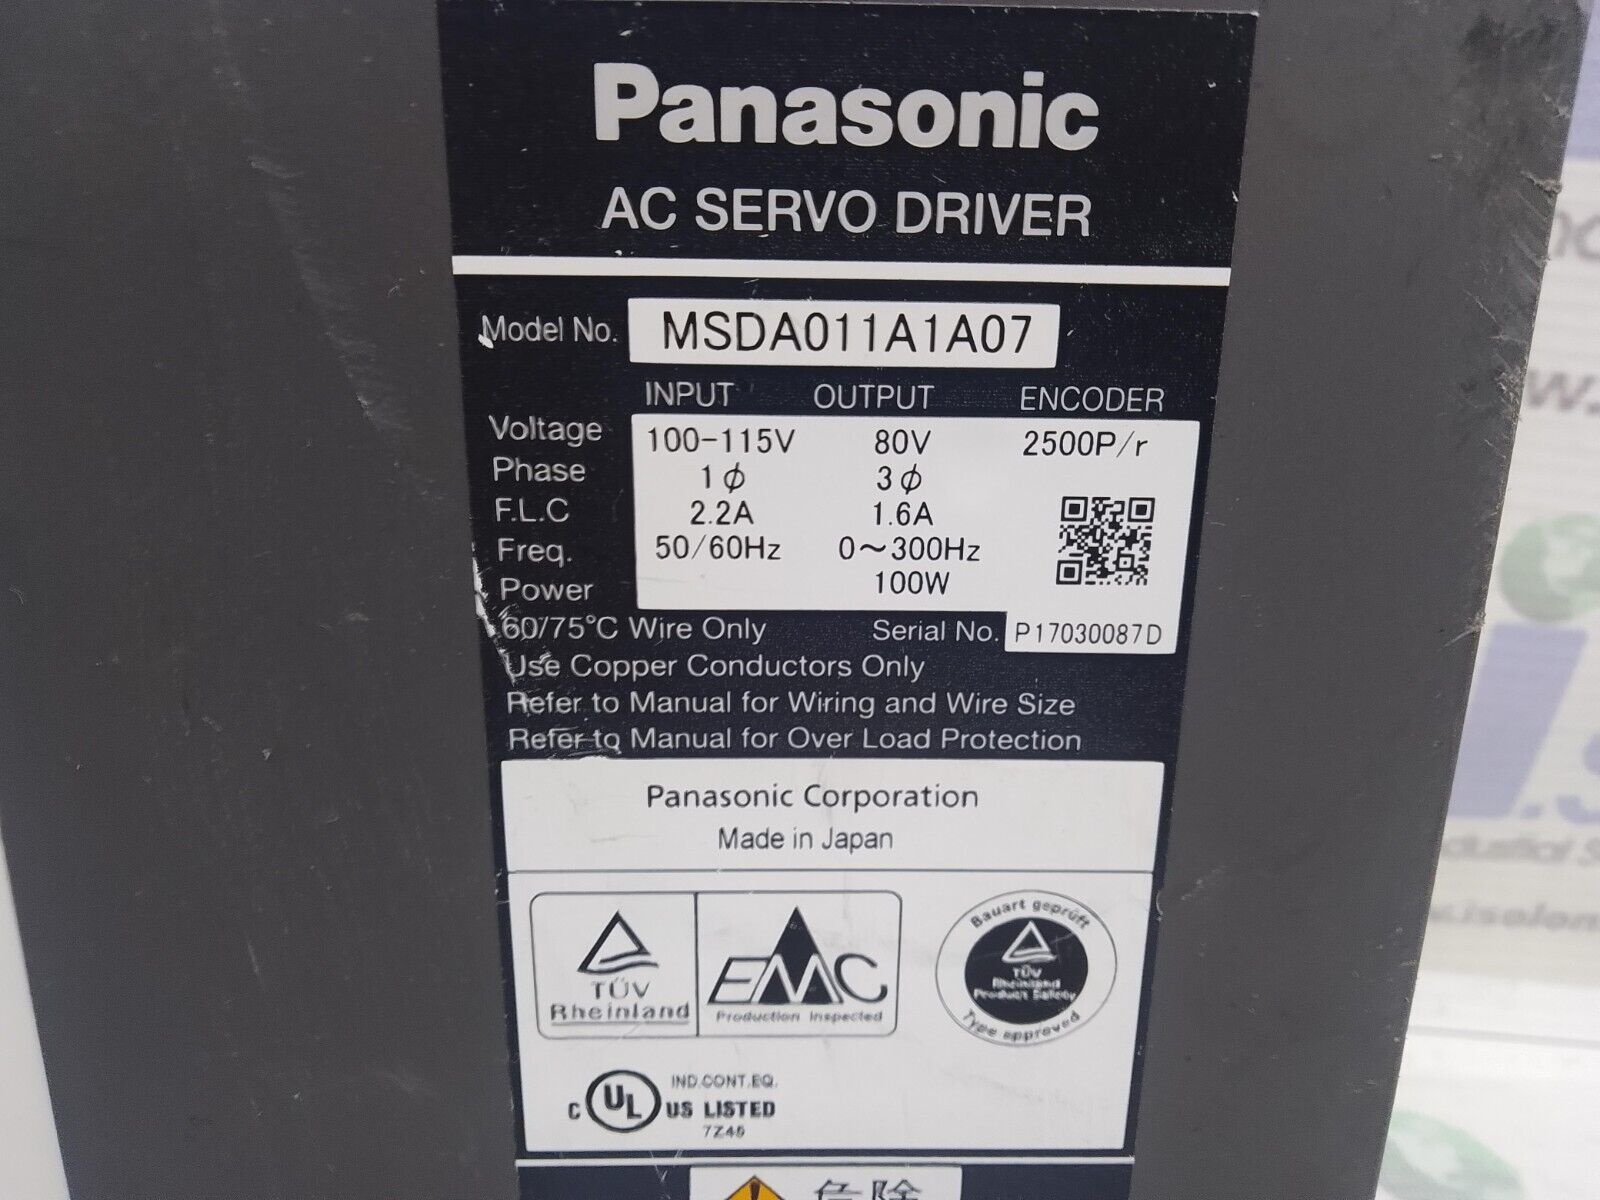 Panasonic
AC SERVO DRIVER
Model No. MSDA011A1A07
INPUT OUTPUT ENCODER
Voltage 100-115V 80V 2500P/r
Phase 1ϕ 3ϕ
F.L.C 2.2A 1.6A
Freq. 50/60Hz 0~300Hz
Power 100W
60/75°C Wire Only Serial No. P17030087D
Use Copper Conductors Only
Refer to Manual for Wiring and Wire Size
Refer to Manual for Over Load Protection
Panasonic Corporation
Made in Japan
TÜV
Rheinland
EMC
Production Inspected
Bauart geprüft
TÜV
Rheinland
Product Safety
Type approved
IND.CONT.EQ.
C UL US LISTED
7Z45
危険